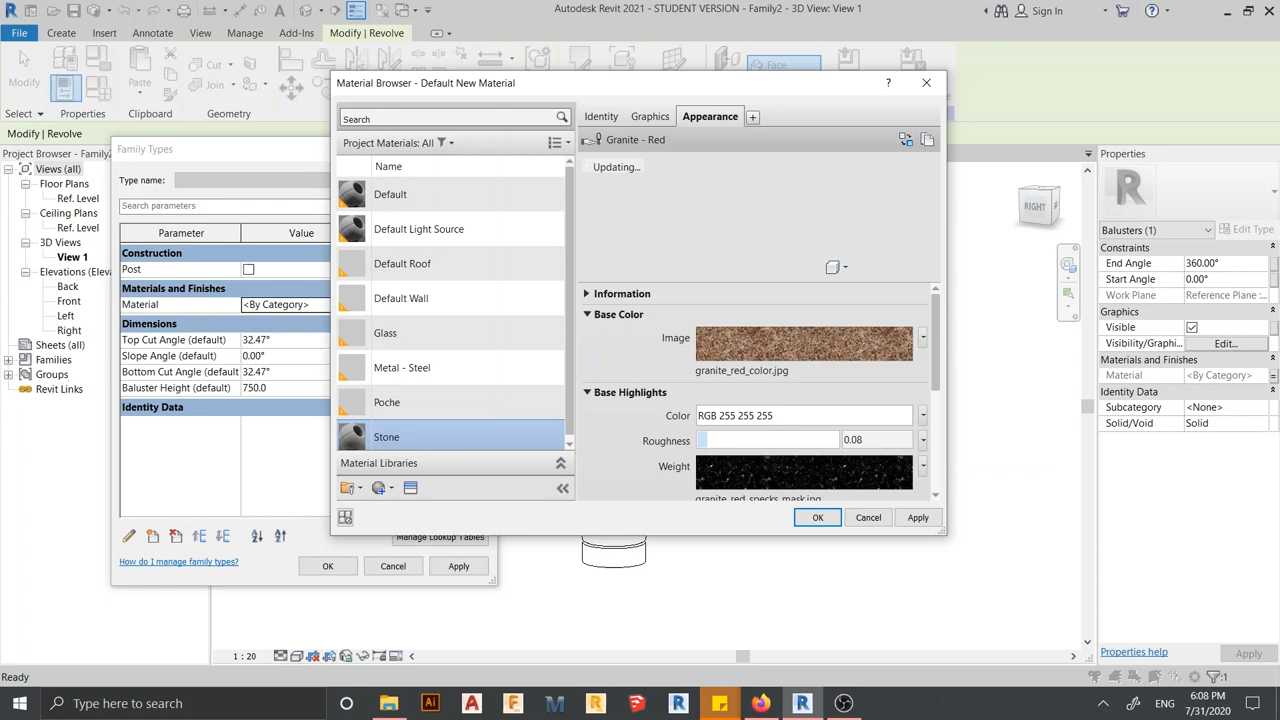 Autodesk Revit 2021 - STUDENT VERSION - Family2 - 3D View: View 1
Sign In
File
Create
Insert
Annotate
View
Manage
Add-Ins
Modify | Revolve
Modify
Paste
Cut
Join
Face
Select
Properties
Clipboard
Geometry
Modify | Revolve
Project Browser - Family2
Views (all)
Floor Plans
Ref. Level
Ceiling Plans
Ref. Level
3D Views
View 1
Elevations (Eleva
Back
Front
Left
Right
Sheets (all)
Families
Groups
Revit Links
Family Types
Type name:
Search parameters
Parameter
Value
Construction
Post
Materials and Finishes
Material
<By Category>
Dimensions
Top Cut Angle (default)
32.47°
Slope Angle (default)
0.00°
Bottom Cut Angle (default)
32.47°
Baluster Height (default)
750.0
Identity Data
Manage Lookup Tables
How do I manage family types?
OK
Cancel
Apply
Material Browser - Default New Material
?
Search
Project Materials: All
Name
Default
Default Light Source
Default Roof
Default Wall
Glass
Metal - Steel
Poche
Stone
Material Libraries
Identity
Graphics
Appearance
Granite - Red
Updating...
Information
Base Color
Image
granite_red_color.jpg
Base Highlights
Color
RGB 255 255 255
Roughness
0.08
Weight
granite_red_specks_mask.jpg
OK
Cancel
Apply
RIGHT
Properties
Balusters (1)
Edit Type
Constraints
End Angle
360.00°
Start Angle
0.00°
Work Plane
Reference Plane :...
Graphics
Visible
Visibility/Graphi...
Edit...
Materials and Finishes
Material
<By Category>
Identity Data
Subcategory
<None>
Solid/Void
Solid
Properties help
Apply
1 : 20
Ready
:1
Type here to search
ENG
6:08 PM
7/31/2020